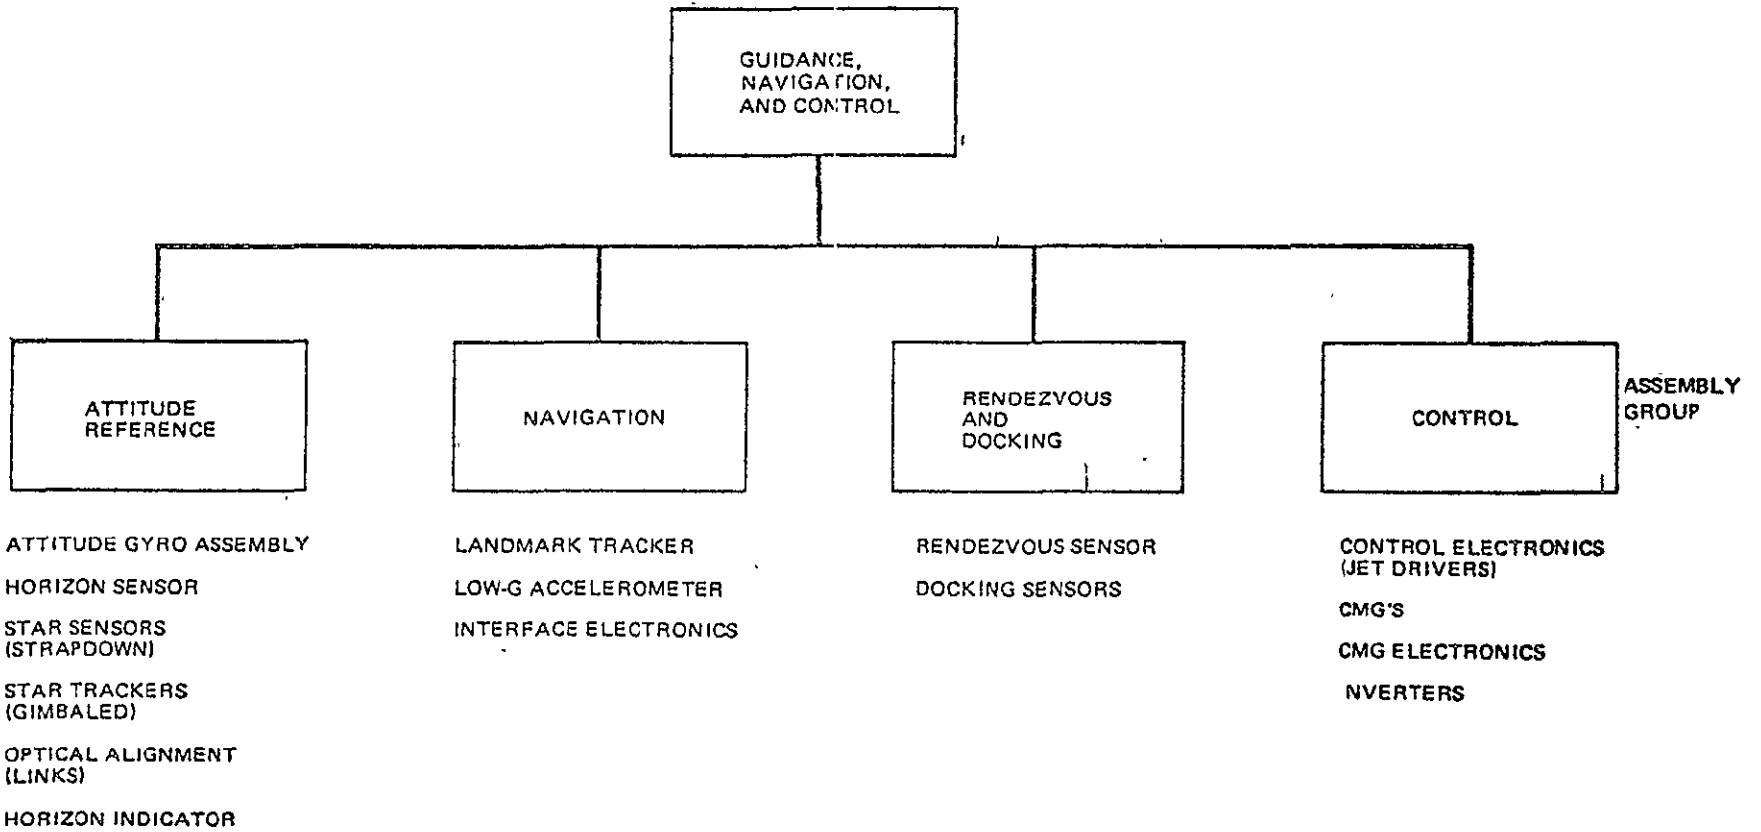 GUIDANCE,
NAVIGATION,
AND CONTROL
ATTITUDE
REFERENCE
NAVIGATION
RENDEZVOUS
AND
DOCKING
CONTROL
ASSEMBLY
GROUP
ATTITUDE GYRO ASSEMBLY
HORIZON SENSOR
STAR SENSORS
(STRAPDOWN)
STAR TRACKERS
(GIMBALED)
OPTICAL ALIGNMENT
(LINKS)
HORIZON INDICATOR
LANDMARK TRACKER
LOW-G ACCELEROMETER
INTERFACE ELECTRONICS
RENDEZVOUS SENSOR
DOCKING SENSORS
CONTROL ELECTRONICS
(JET DRIVERS)
CMG'S
CMG ELECTRONICS
NVERTERS